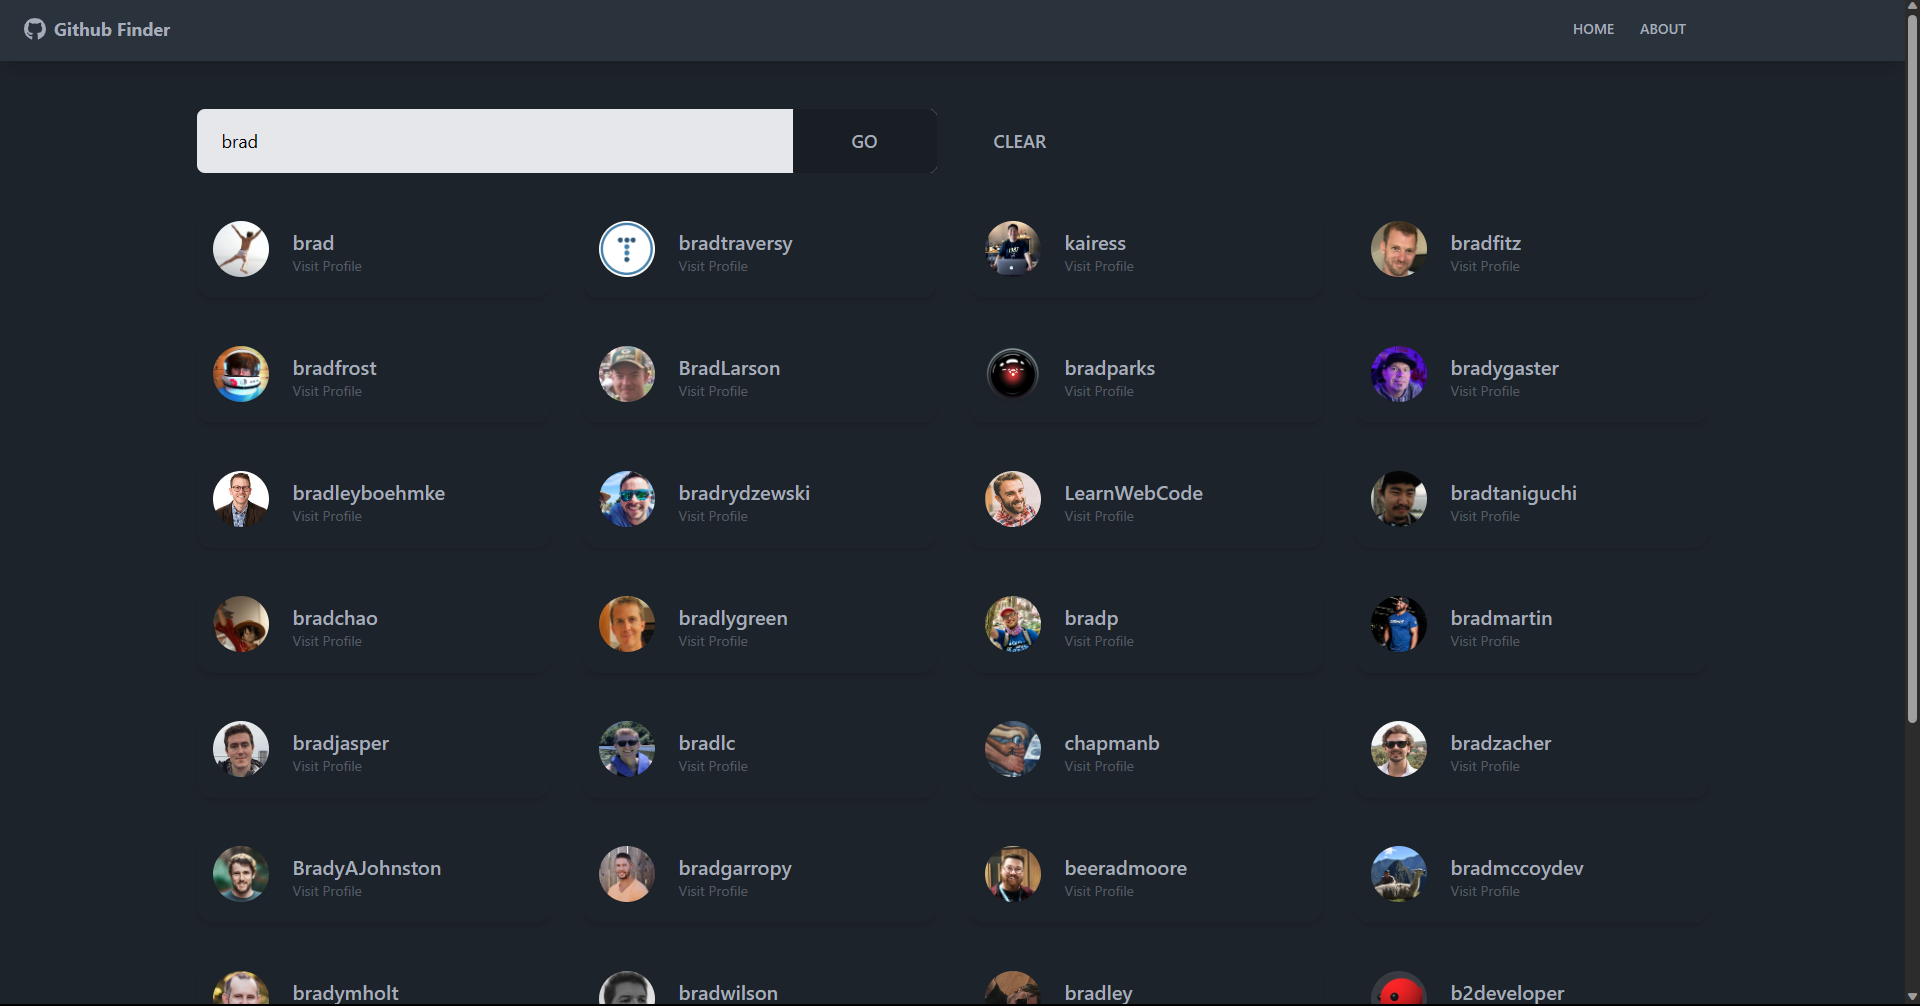 Github Finder
HOME ABOUT
brad GO CLEAR
brad bradtraversy kairess bradfitz
Visit Profile Visit Profile Visit Profile Visit Profile
bradfrost BradLarson bradparks bradygaster
Visit Profile Visit Profile Visit Profile Visit Profile
bradleyboehmke bradrydzewski LearnWebCode bradtaniguchi
Visit Profile Visit Profile Visit Profile Visit Profile
bradchao bradlygreen bradp bradmartin
Visit Profile Visit Profile Visit Profile Visit Profile
bradjasper bradlc chapmanb bradzacher
Visit Profile Visit Profile Visit Profile Visit Profile
BradyAJohnston bradgarropy beeradmoore bradmccoydev
Visit Profile Visit Profile Visit Profile Visit Profile
bradymholt bradwilson bradley b2developer